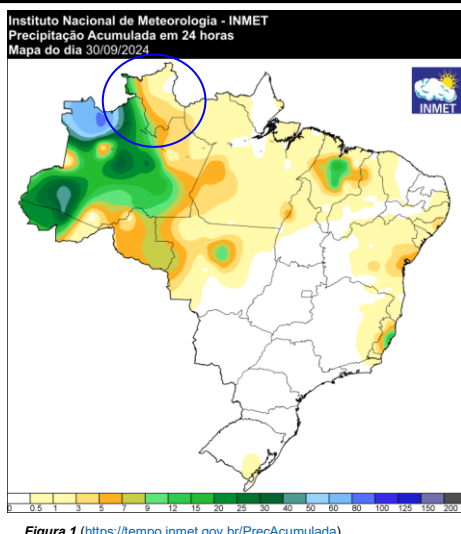 Instituto Nacional de Meteorologia - INMET
Precipitação Acumulada em 24 horas
Mapa do dia 30/09/2024
INMET
0 0.5 1 3 5 7 9 12 15 20 25 30 40 50 60 80 100 125 150 200
Figura 1 (https://tempo.inmet.gov.br/PrecAcumulada)